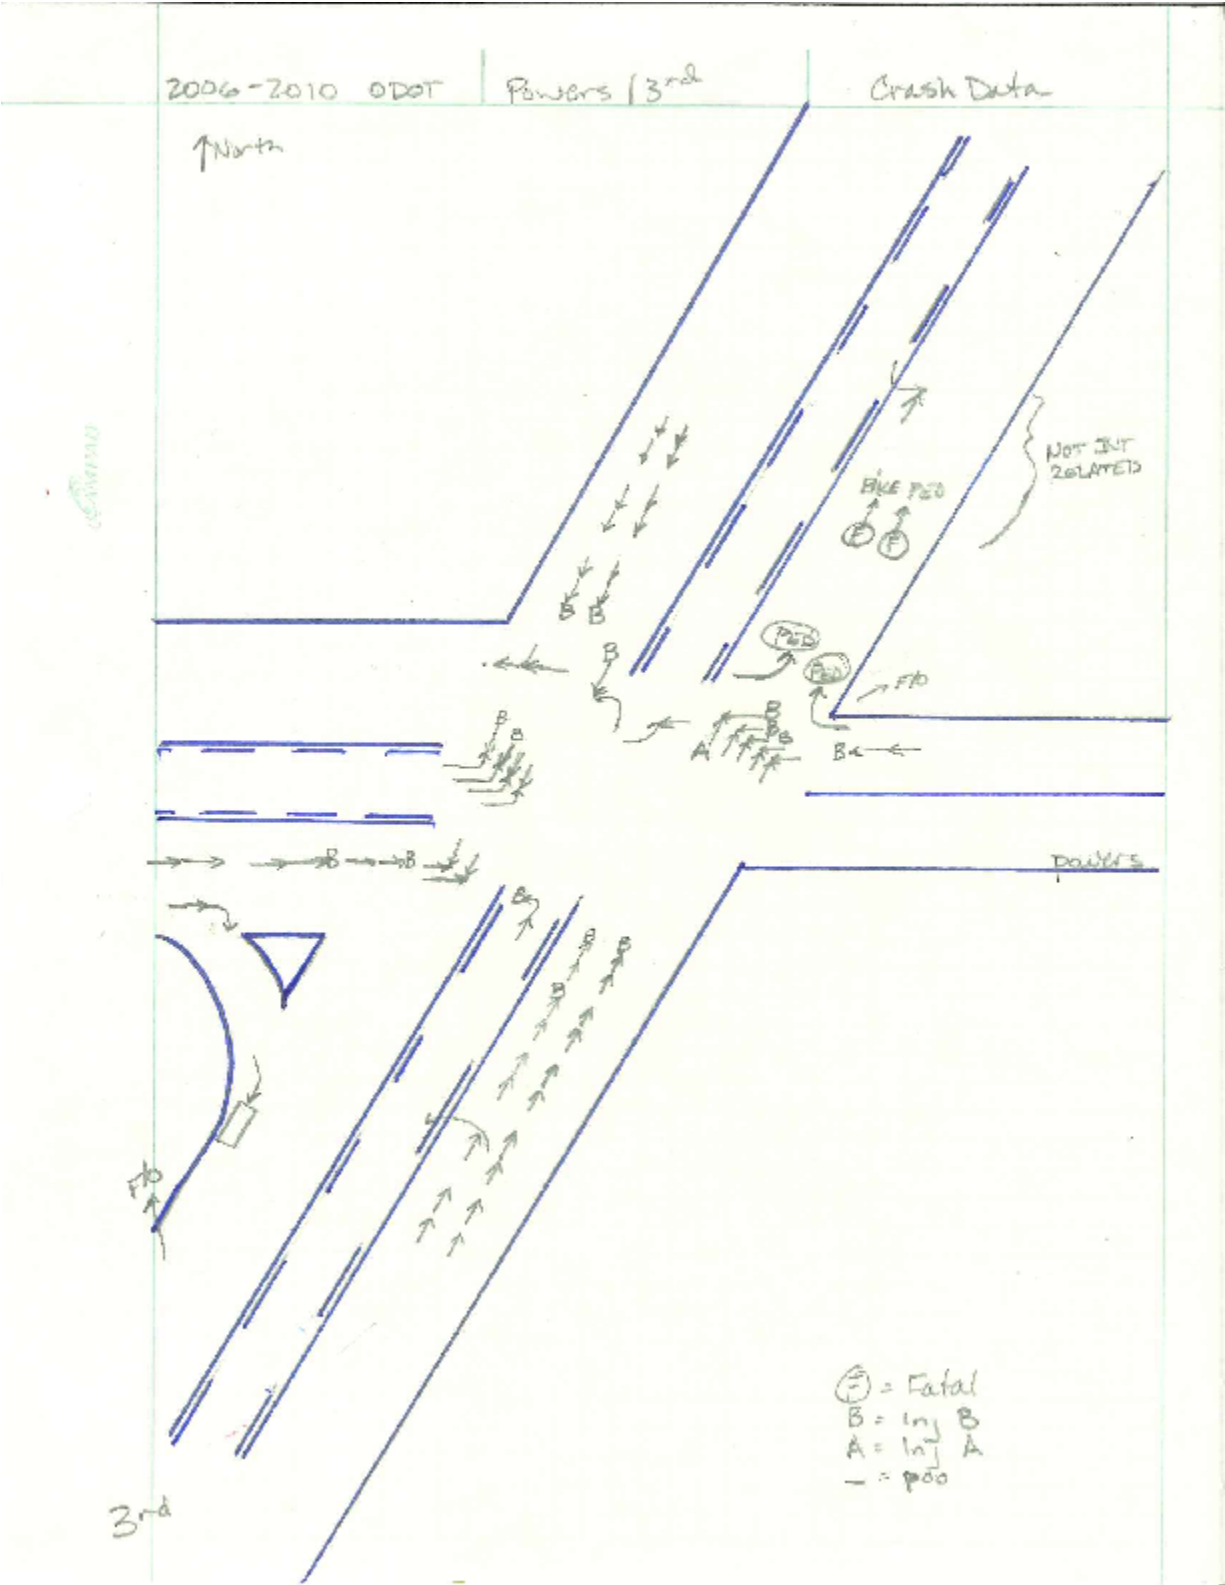 2006-2010 ODOT
Powers / 3rd
Crash Data
↑North
NOT INT
RELATED
BIKE PED
F F
B B
PED
B
PED
F/O
B
B
B
B
A
B
B
B
B
B
powers
B
B
B
B
F/O
F = Fatal
B = Inj B
A = Inj A
— = PDO
3rd